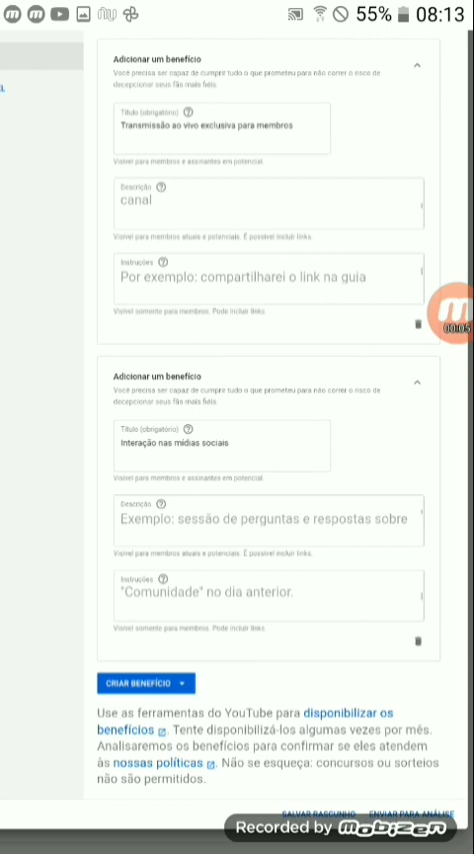 55% 08:13
L
Adicionar um benefício
Você precisa ser capaz de cumprir tudo o que prometeu para não correr o risco de
decepcionar seus fãs mais fiéis.
Título (obrigatório)
Transmissão ao vivo exclusiva para membros
Visível para membros e assinantes em potencial.
Descrição
canal
Visível para membros atuais e potenciais. É possível incluir links.
Instruções
Por exemplo: compartilharei o link na guia
Visível somente para membros. Pode incluir links.
00:05
Adicionar um benefício
Você precisa ser capaz de cumprir tudo o que prometeu para não correr o risco de
decepcionar seus fãs mais fiéis.
Título (obrigatório)
Interação nas mídias sociais
Visível para membros e assinantes em potencial.
Descrição
Exemplo: sessão de perguntas e respostas sobre
Visível para membros atuais e potenciais. É possível incluir links.
Instruções
"Comunidade" no dia anterior.
Visível somente para membros. Pode incluir links.
CRIAR BENEFÍCIO
Use as ferramentas do YouTube para disponibilizar os
benefícios. Tente disponibilizá-los algumas vezes por mês.
Analisaremos os benefícios para confirmar se eles atendem
às nossas políticas. Não se esqueça: concursos ou sorteios
não são permitidos.
SALVAR RASCUNHO ENVIAR PARA ANÁLISE
Recorded by mobizen